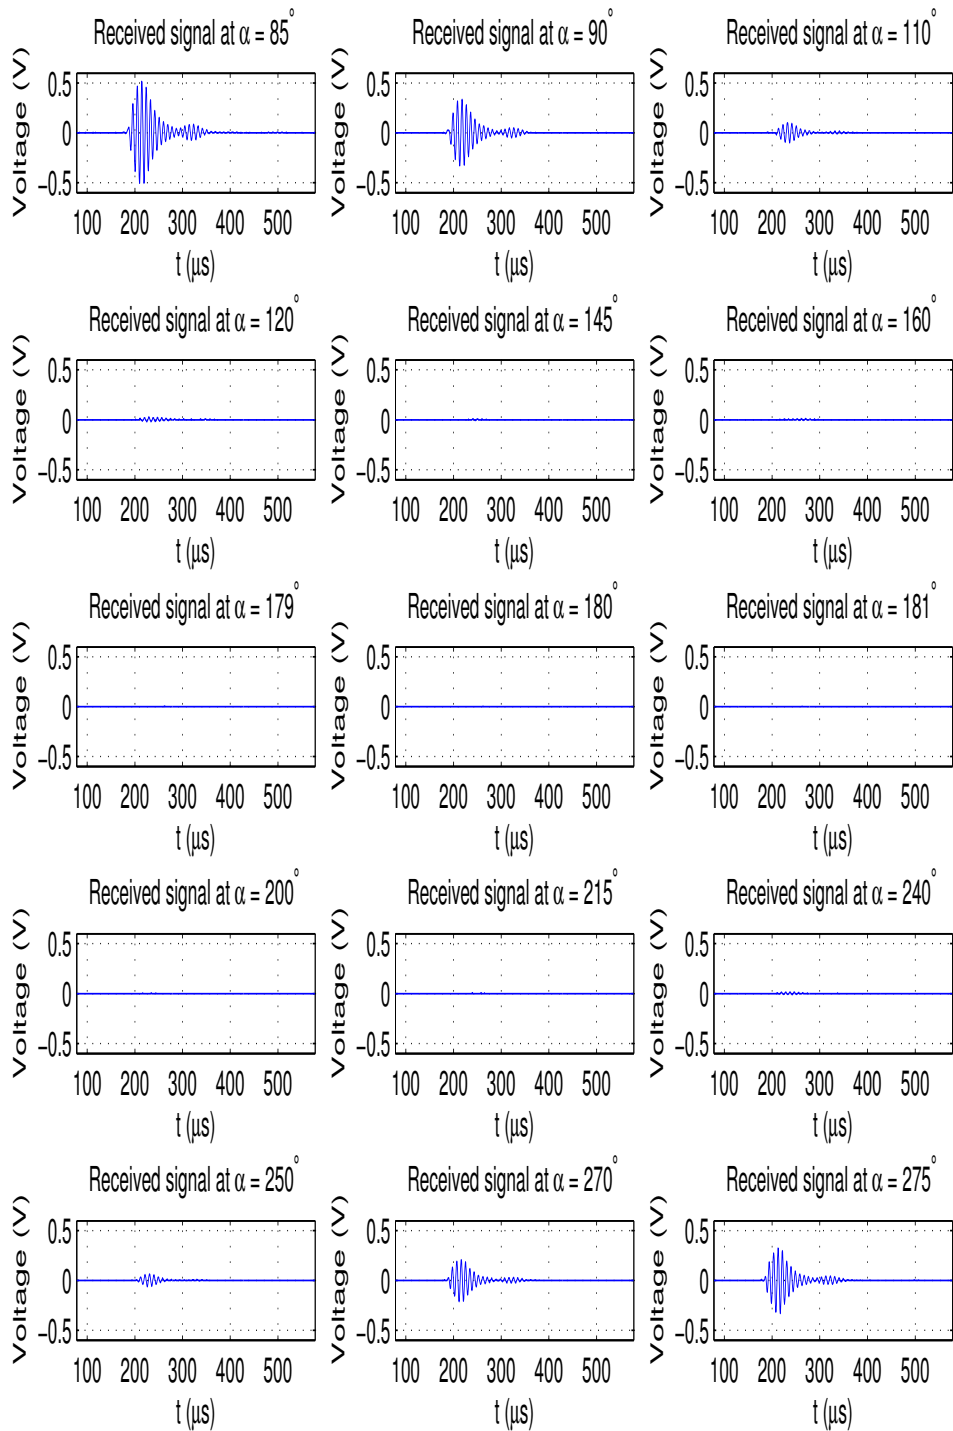 Received signal at α = 85°
Voltage (V)
0.5
0
−0.5
100 200 300 400 500
t (μs)
Received signal at α = 90°
Voltage (V)
0.5
0
−0.5
100 200 300 400 500
t (μs)
Received signal at α = 110°
Voltage (V)
0.5
0
−0.5
100 200 300 400 500
t (μs)
Received signal at α = 120°
Voltage (V)
0.5
0
−0.5
100 200 300 400 500
t (μs)
Received signal at α = 145°
Voltage (V)
0.5
0
−0.5
100 200 300 400 500
t (μs)
Received signal at α = 160°
Voltage (V)
0.5
0
−0.5
100 200 300 400 500
t (μs)
Received signal at α = 179°
Voltage (V)
0.5
0
−0.5
100 200 300 400 500
t (μs)
Received signal at α = 180°
Voltage (V)
0.5
0
−0.5
100 200 300 400 500
t (μs)
Received signal at α = 181°
Voltage (V)
0.5
0
−0.5
100 200 300 400 500
t (μs)
Received signal at α = 200°
Voltage (V)
0.5
0
−0.5
100 200 300 400 500
t (μs)
Received signal at α = 215°
Voltage (V)
0.5
0
−0.5
100 200 300 400 500
t (μs)
Received signal at α = 240°
Voltage (V)
0.5
0
−0.5
100 200 300 400 500
t (μs)
Received signal at α = 250°
Voltage (V)
0.5
0
−0.5
100 200 300 400 500
t (μs)
Received signal at α = 270°
Voltage (V)
0.5
0
−0.5
100 200 300 400 500
t (μs)
Received signal at α = 275°
Voltage (V)
0.5
0
−0.5
100 200 300 400 500
t (μs)